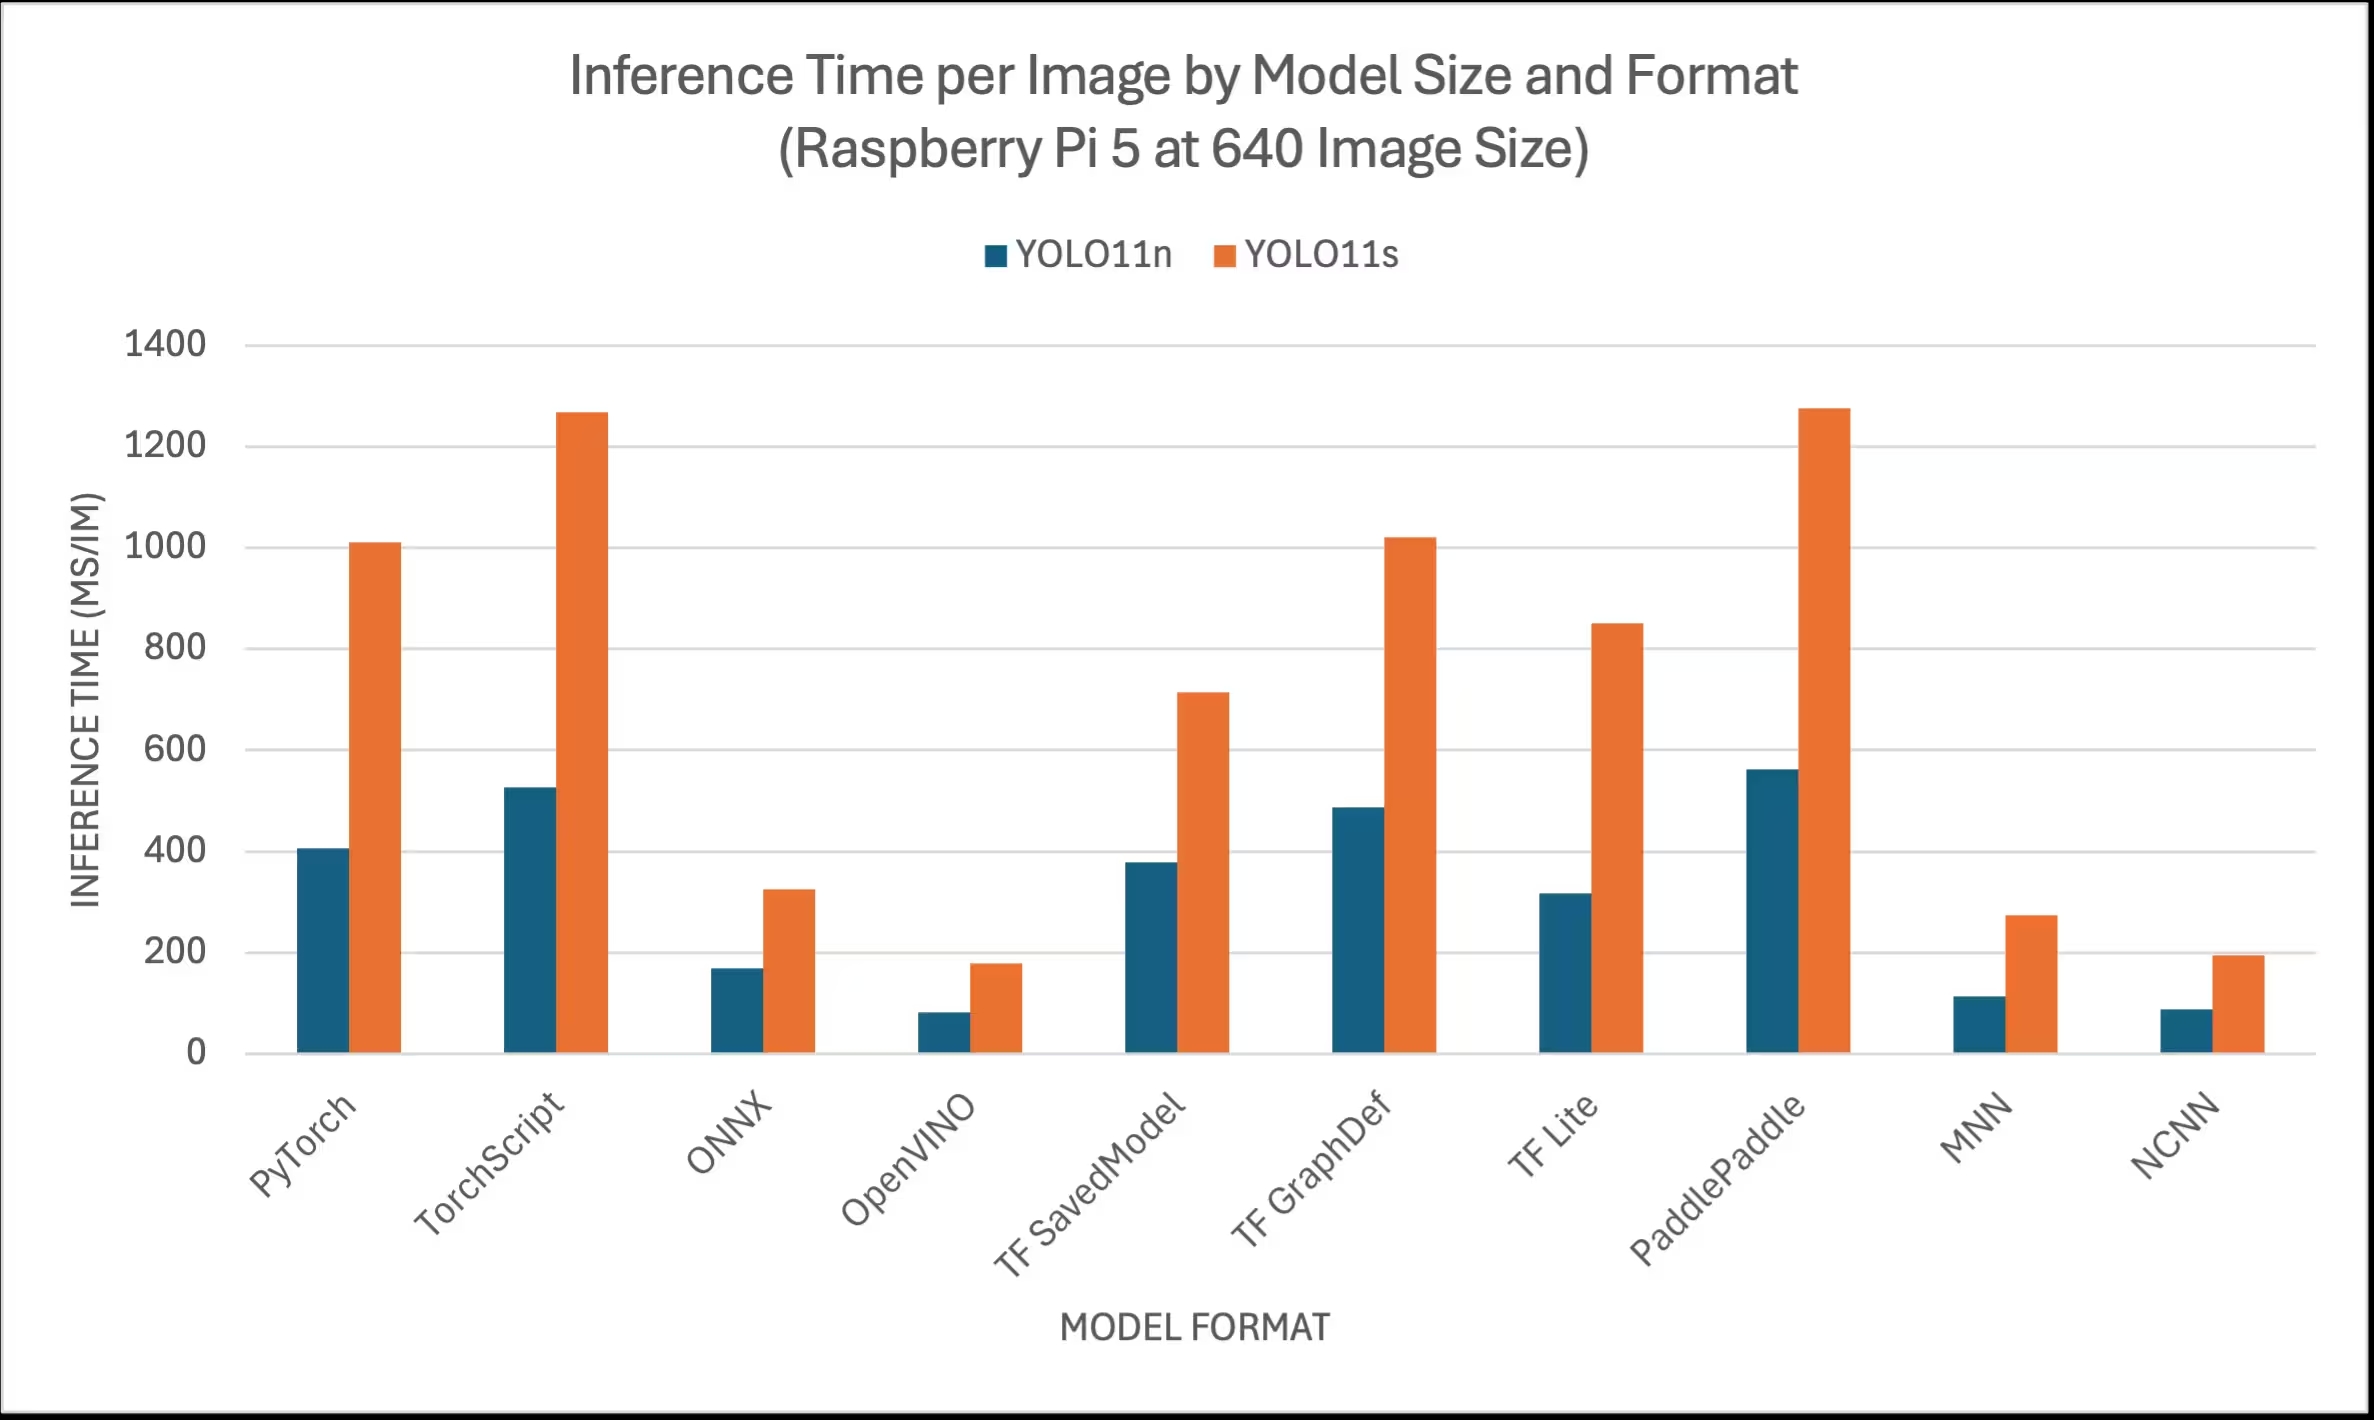 Inference Time per Image by Model Size and Format
(Raspberry Pi 5 at 640 Image Size)
YOLO11n YOLO11s
INFERENCE TIME (MS/IM)
1400
1200
1000
800
600
400
200
0
PyTorch
TorchScript
ONNX
OpenVINO
TF SavedModel
TF GraphDef
TF Lite
PaddlePaddle
MNN
NCNN
MODEL FORMAT